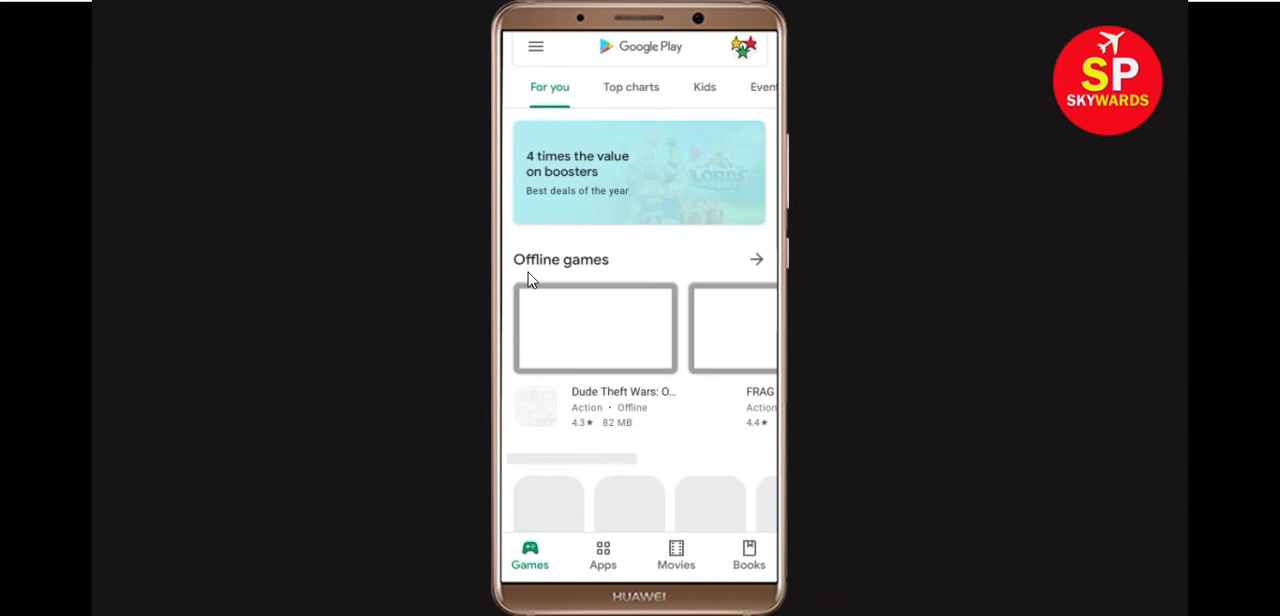 Google Play
SP
SKYWARDS
For you
Top charts
Kids
Even
4 times the value
on boosters
Best deals of the year
LORDS
Offline games
Dude Theft Wars: O...
Action • Offline
4.3★ 82 MB
FRAG
Action
4.4★
Games
Apps
Movies
Books
HUAWEI